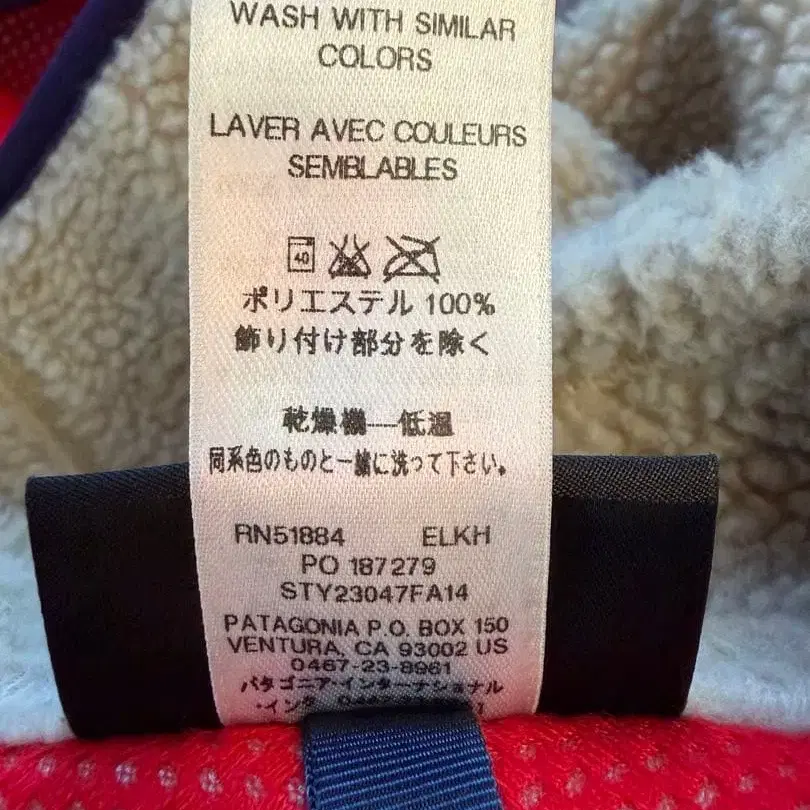 WASH WITH SIMILAR
COLORS
LAVER AVEC COULEURS
SEMBLABLES
40
ポリエステル 100%
飾り付け部分を除く
乾燥機—低温
同系色のものと一緒に洗って下さい。
RN51884 ELKH
PO 187279
STY23047FA14
PATAGONIA P.O. BOX 150
VENTURA, CA 93002 US
0467-23-8961
パタゴニア・インターナショナル
・インク